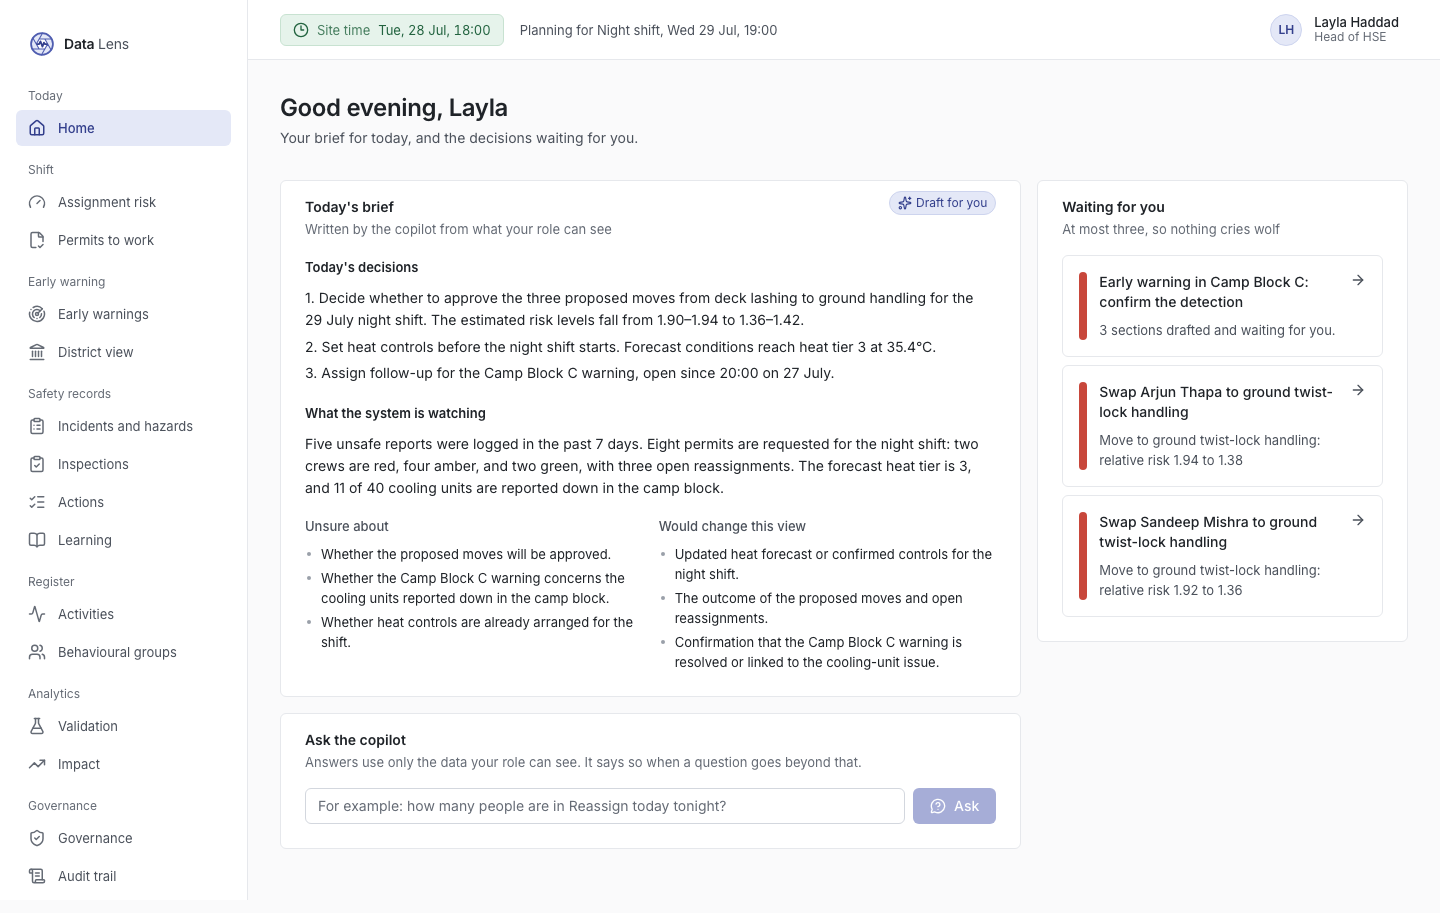 Data Lens
Today
Home
Shift
Assignment risk
Permits to work
Early warning
Early warnings
District view
Safety records
Incidents and hazards
Inspections
Actions
Learning
Register
Activities
Behavioural groups
Analytics
Validation
Impact
Governance
Governance
Audit trail
Site time Tue, 28 Jul, 18:00
Planning for Night shift, Wed 29 Jul, 19:00
LH
Layla Haddad
Head of HSE
Good evening, Layla
Your brief for today, and the decisions waiting for you.
Today's brief
Draft for you
Written by the copilot from what your role can see
Today's decisions
1. Decide whether to approve the three proposed moves from deck lashing to ground handling for the
29 July night shift. The estimated risk levels fall from 1.90–1.94 to 1.36–1.42.
2. Set heat controls before the night shift starts. Forecast conditions reach heat tier 3 at 35.4°C.
3. Assign follow-up for the Camp Block C warning, open since 20:00 on 27 July.
What the system is watching
Five unsafe reports were logged in the past 7 days. Eight permits are requested for the night shift: two
crews are red, four amber, and two green, with three open reassignments. The forecast heat tier is 3,
and 11 of 40 cooling units are reported down in the camp block.
Unsure about
• Whether the proposed moves will be approved.
• Whether the Camp Block C warning concerns the
cooling units reported down in the camp block.
• Whether heat controls are already arranged for the
shift.
Would change this view
• Updated heat forecast or confirmed controls for the
night shift.
• The outcome of the proposed moves and open
reassignments.
• Confirmation that the Camp Block C warning is
resolved or linked to the cooling-unit issue.
Ask the copilot
Answers use only the data your role can see. It says so when a question goes beyond that.
For example: how many people are in Reassign today tonight?
Ask
Waiting for you
At most three, so nothing cries wolf
Early warning in Camp Block C:
confirm the detection
3 sections drafted and waiting for you.
Swap Arjun Thapa to ground twist-
lock handling
Move to ground twist-lock handling:
relative risk 1.94 to 1.38
Swap Sandeep Mishra to ground
twist-lock handling
Move to ground twist-lock handling:
relative risk 1.92 to 1.36